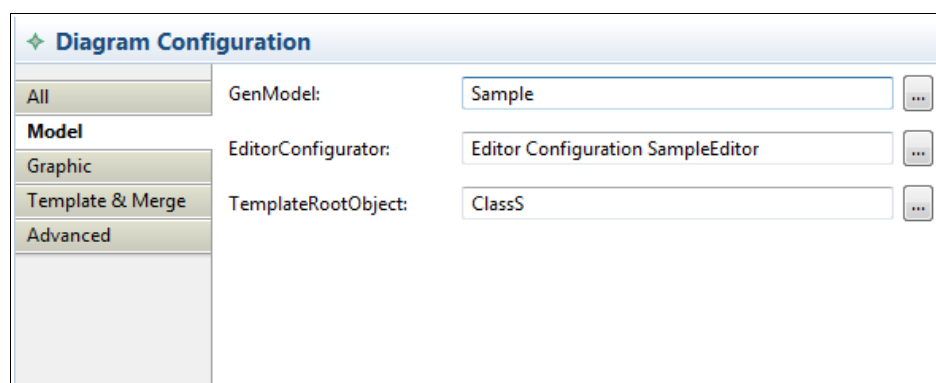 Diagram Configuration
All
GenModel: Sample ...
Model
EditorConfigurator: Editor Configuration SampleEditor ...
Graphic
Template & Merge
TemplateRootObject: ClassS ...
Advanced